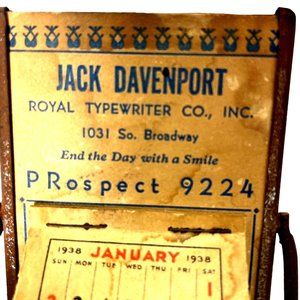 JACK DAVENPORT
ROYAL TYPEWRITER CO., INC.
1031 So. Broadway
End the Day with a Smile
PRospect 9224
1938 JANUARY 1938
SUN. MON. TUE. WED. THU. FRI. SAT.
1